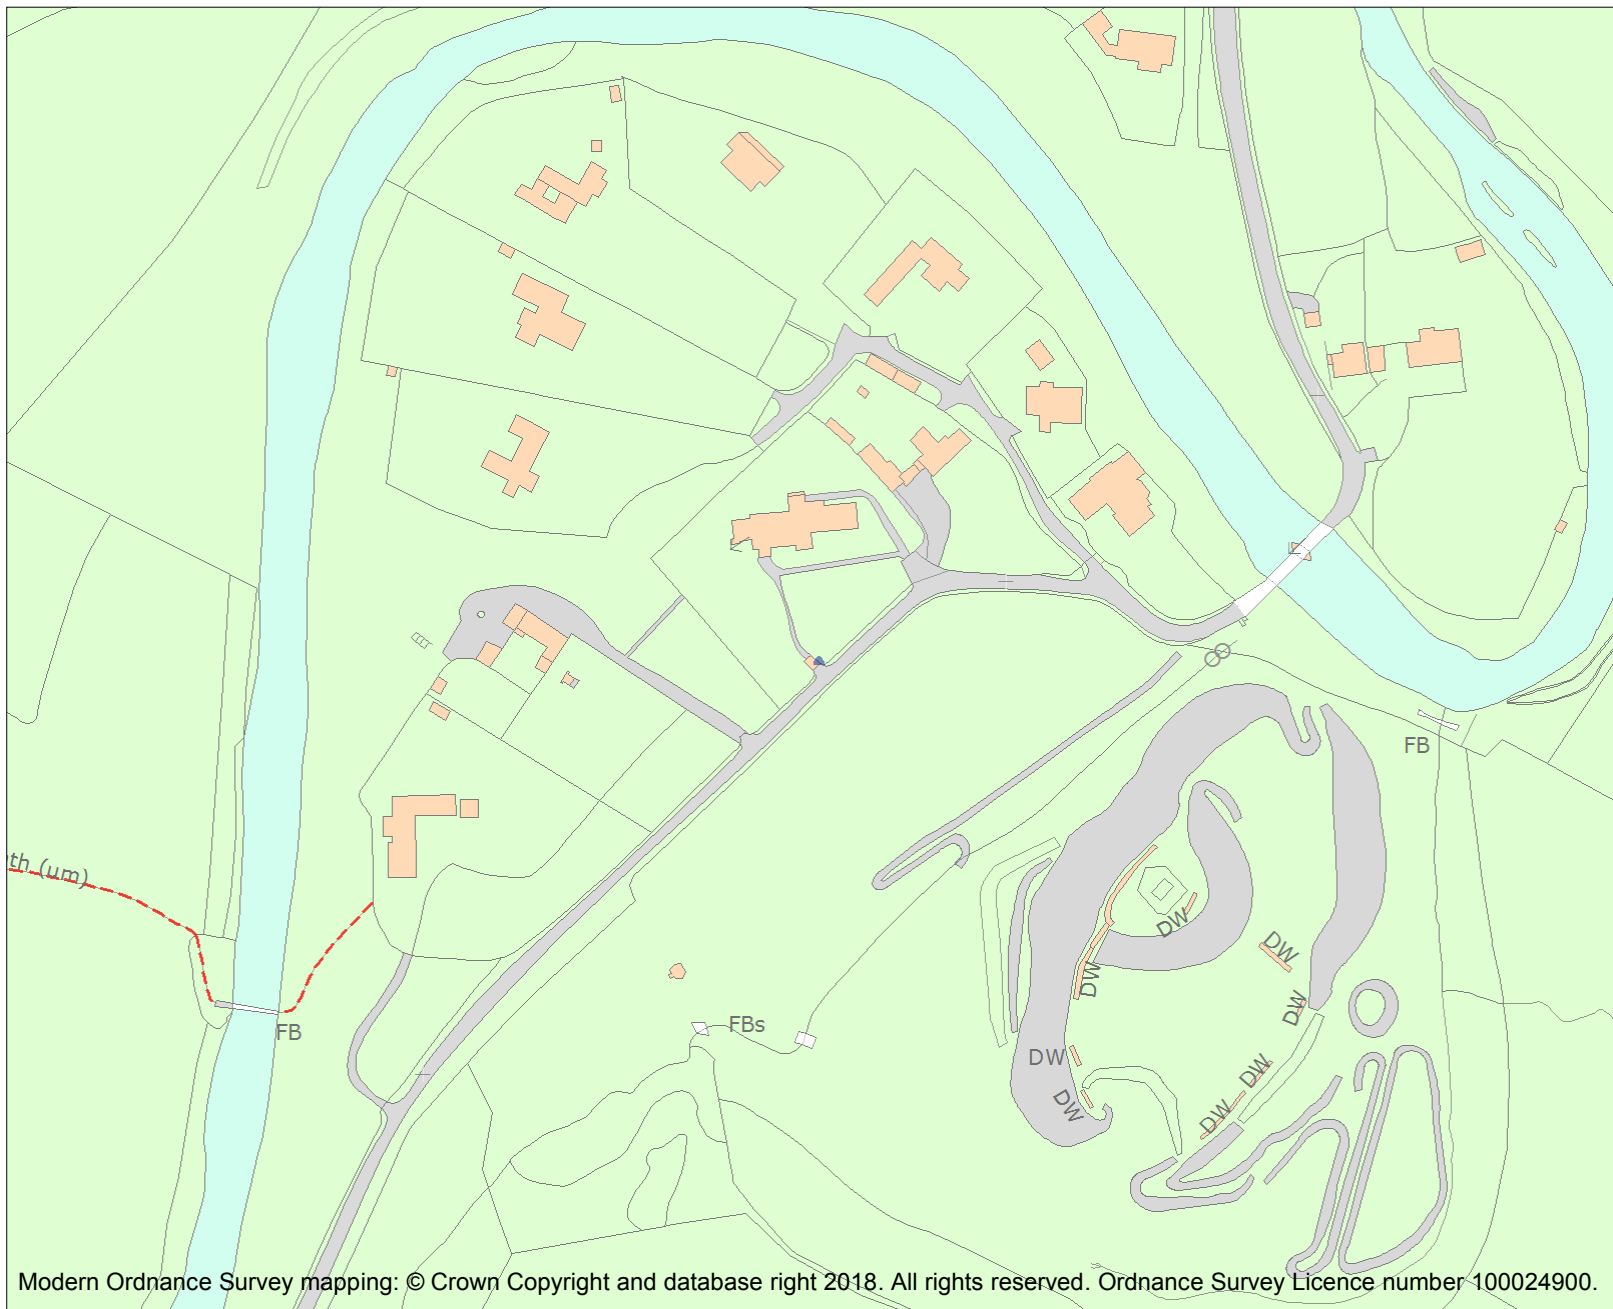 FB
th (um)
DW
DW
DW
DW
FBs
FB
DW
DW
DW
DW
Modern Ordnance Survey mapping: © Crown Copyright and database right 2018. All rights reserved. Ordnance Survey Licence number 100024900.